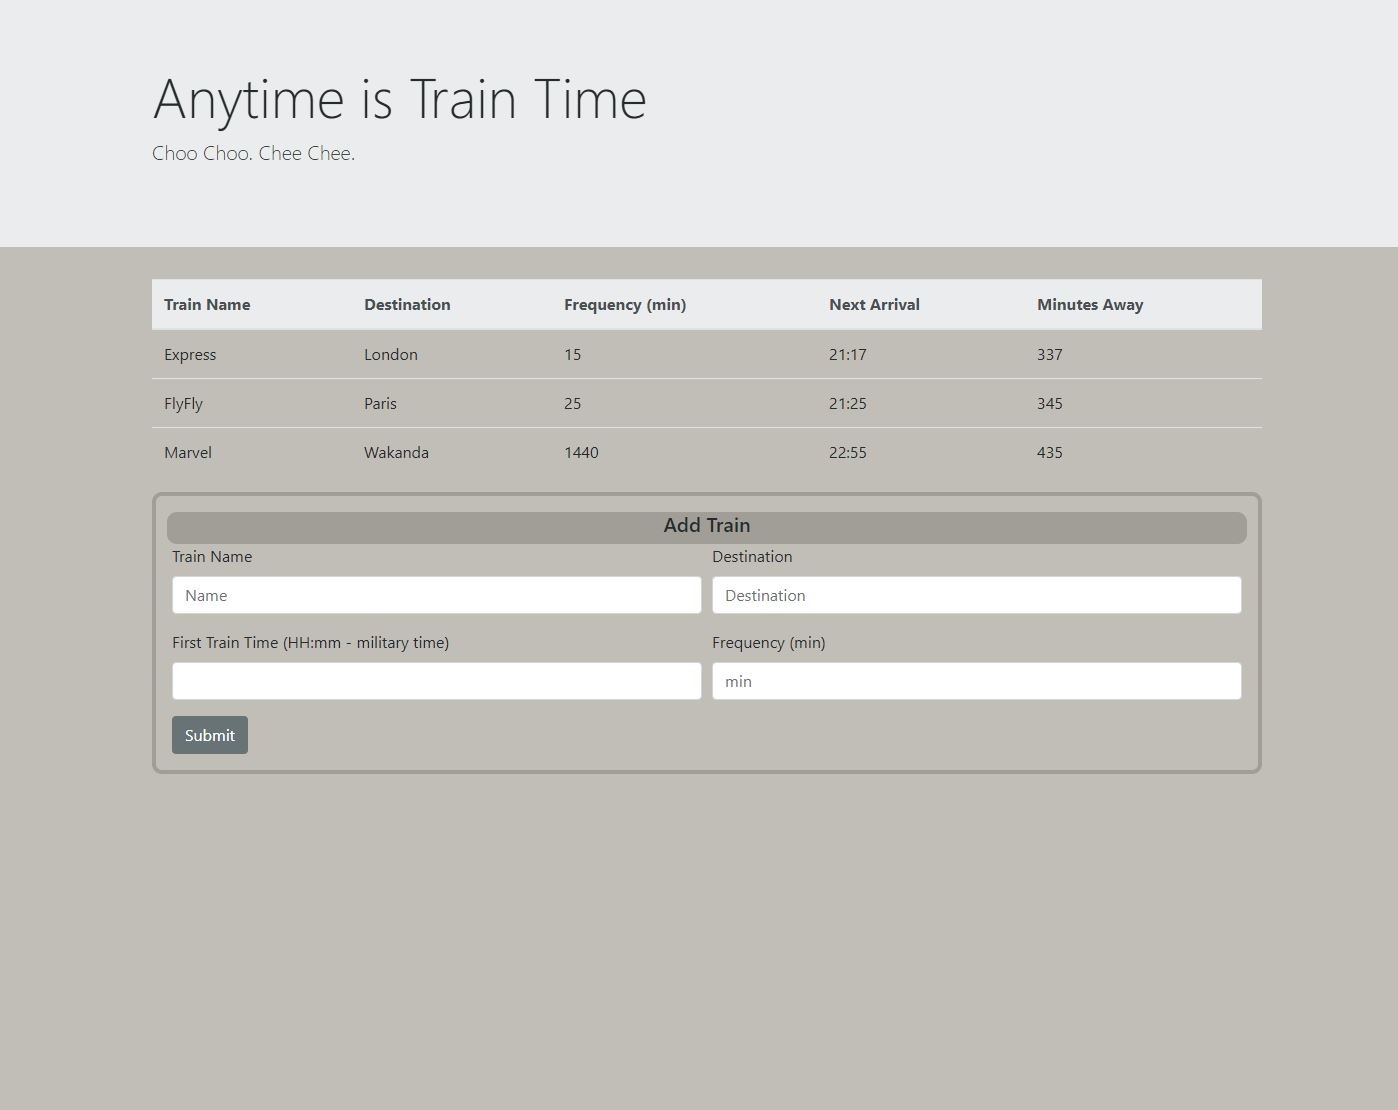 Anytime is Train Time
Choo Choo. Chee Chee.
Train Name Destination Frequency (min) Next Arrival Minutes Away
Express London 15 21:17 337
FlyFly Paris 25 21:25 345
Marvel Wakanda 1440 22:55 435
Add Train
Train Name Destination
Name Destination
First Train Time (HH:mm - military time) Frequency (min)
min
Submit